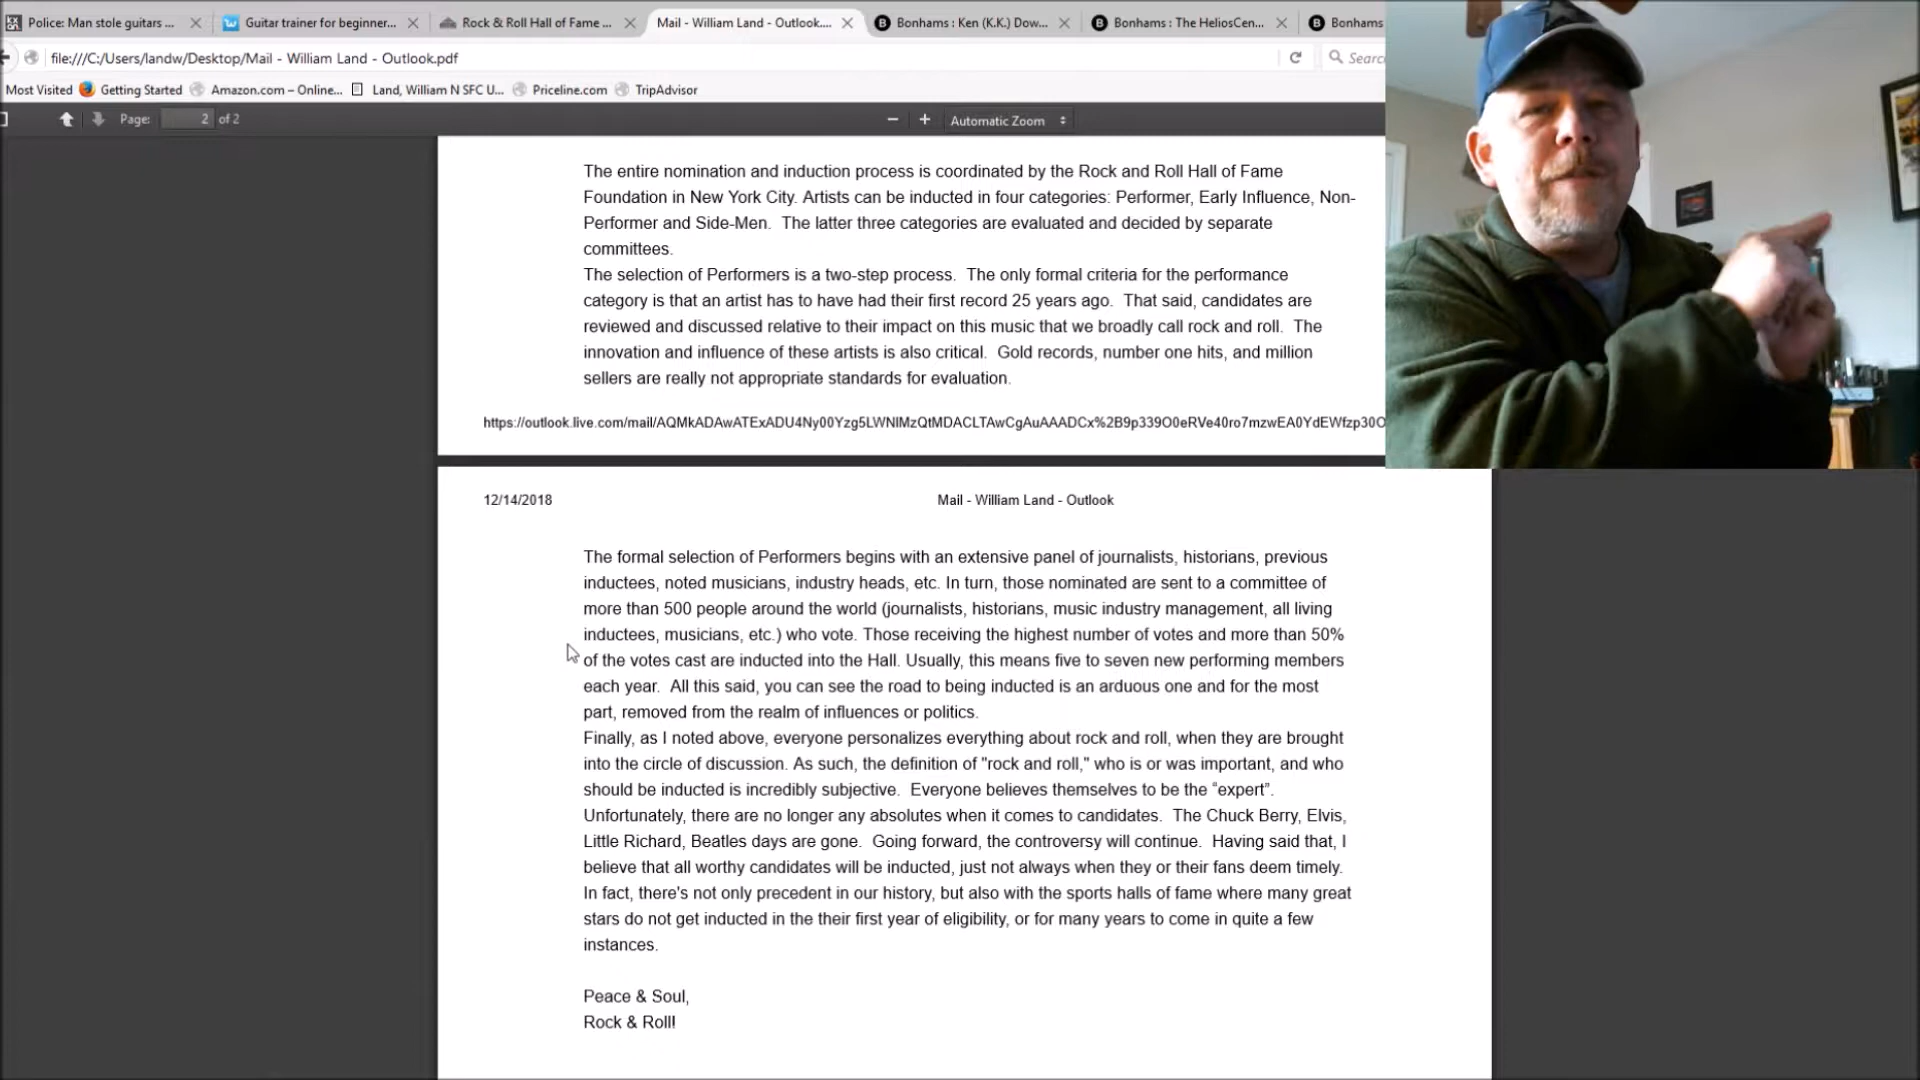 Police: Man stole guitars ...
Guitar trainer for beginner...
Rock & Roll Hall of Fame ...
Mail - William Land - Outlook....
Bonhams : Ken (K.K.) Dow...
Bonhams : The HeliosCen...
Bonhams
file:///C:/Users/landw/Desktop/Mail - William Land - Outlook.pdf
Searc
Most Visited
Getting Started
Amazon.com – Online...
Land, William N SFC U...
Priceline.com
TripAdvisor
Page: 2 of 2
Automatic Zoom
The entire nomination and induction process is coordinated by the Rock and Roll Hall of Fame
Foundation in New York City. Artists can be inducted in four categories: Performer, Early Influence, Non-
Performer and Side-Men.  The latter three categories are evaluated and decided by separate
committees.
The selection of Performers is a two-step process.  The only formal criteria for the performance
category is that an artist has to have had their first record 25 years ago.  That said, candidates are
reviewed and discussed relative to their impact on this music that we broadly call rock and roll.  The
innovation and influence of these artists is also critical.  Gold records, number one hits, and million
sellers are really not appropriate standards for evaluation.
https://outlook.live.com/mail/AQMkADAwATExADU4Ny00Yzg5LWNlMzQtMDACLTAwCgAuAAADCx%2B9p339O0eRVe40ro7mzwEA0YdEWfzp30O
12/14/2018
Mail - William Land - Outlook
The formal selection of Performers begins with an extensive panel of journalists, historians, previous
inductees, noted musicians, industry heads, etc. In turn, those nominated are sent to a committee of
more than 500 people around the world (journalists, historians, music industry management, all living
inductees, musicians, etc.) who vote. Those receiving the highest number of votes and more than 50%
of the votes cast are inducted into the Hall. Usually, this means five to seven new performing members
each year.  All this said, you can see the road to being inducted is an arduous one and for the most
part, removed from the realm of influences or politics.
Finally, as I noted above, everyone personalizes everything about rock and roll, when they are brought
into the circle of discussion. As such, the definition of "rock and roll," who is or was important, and who
should be inducted is incredibly subjective.  Everyone believes themselves to be the “expert”.
Unfortunately, there are no longer any absolutes when it comes to candidates.  The Chuck Berry, Elvis,
Little Richard, Beatles days are gone.  Going forward, the controversy will continue.  Having said that, I
believe that all worthy candidates will be inducted, just not always when they or their fans deem timely.
In fact, there's not only precedent in our history, but also with the sports halls of fame where many great
stars do not get inducted in the their first year of eligibility, or for many years to come in quite a few
instances.
Peace & Soul,
Rock & Roll!